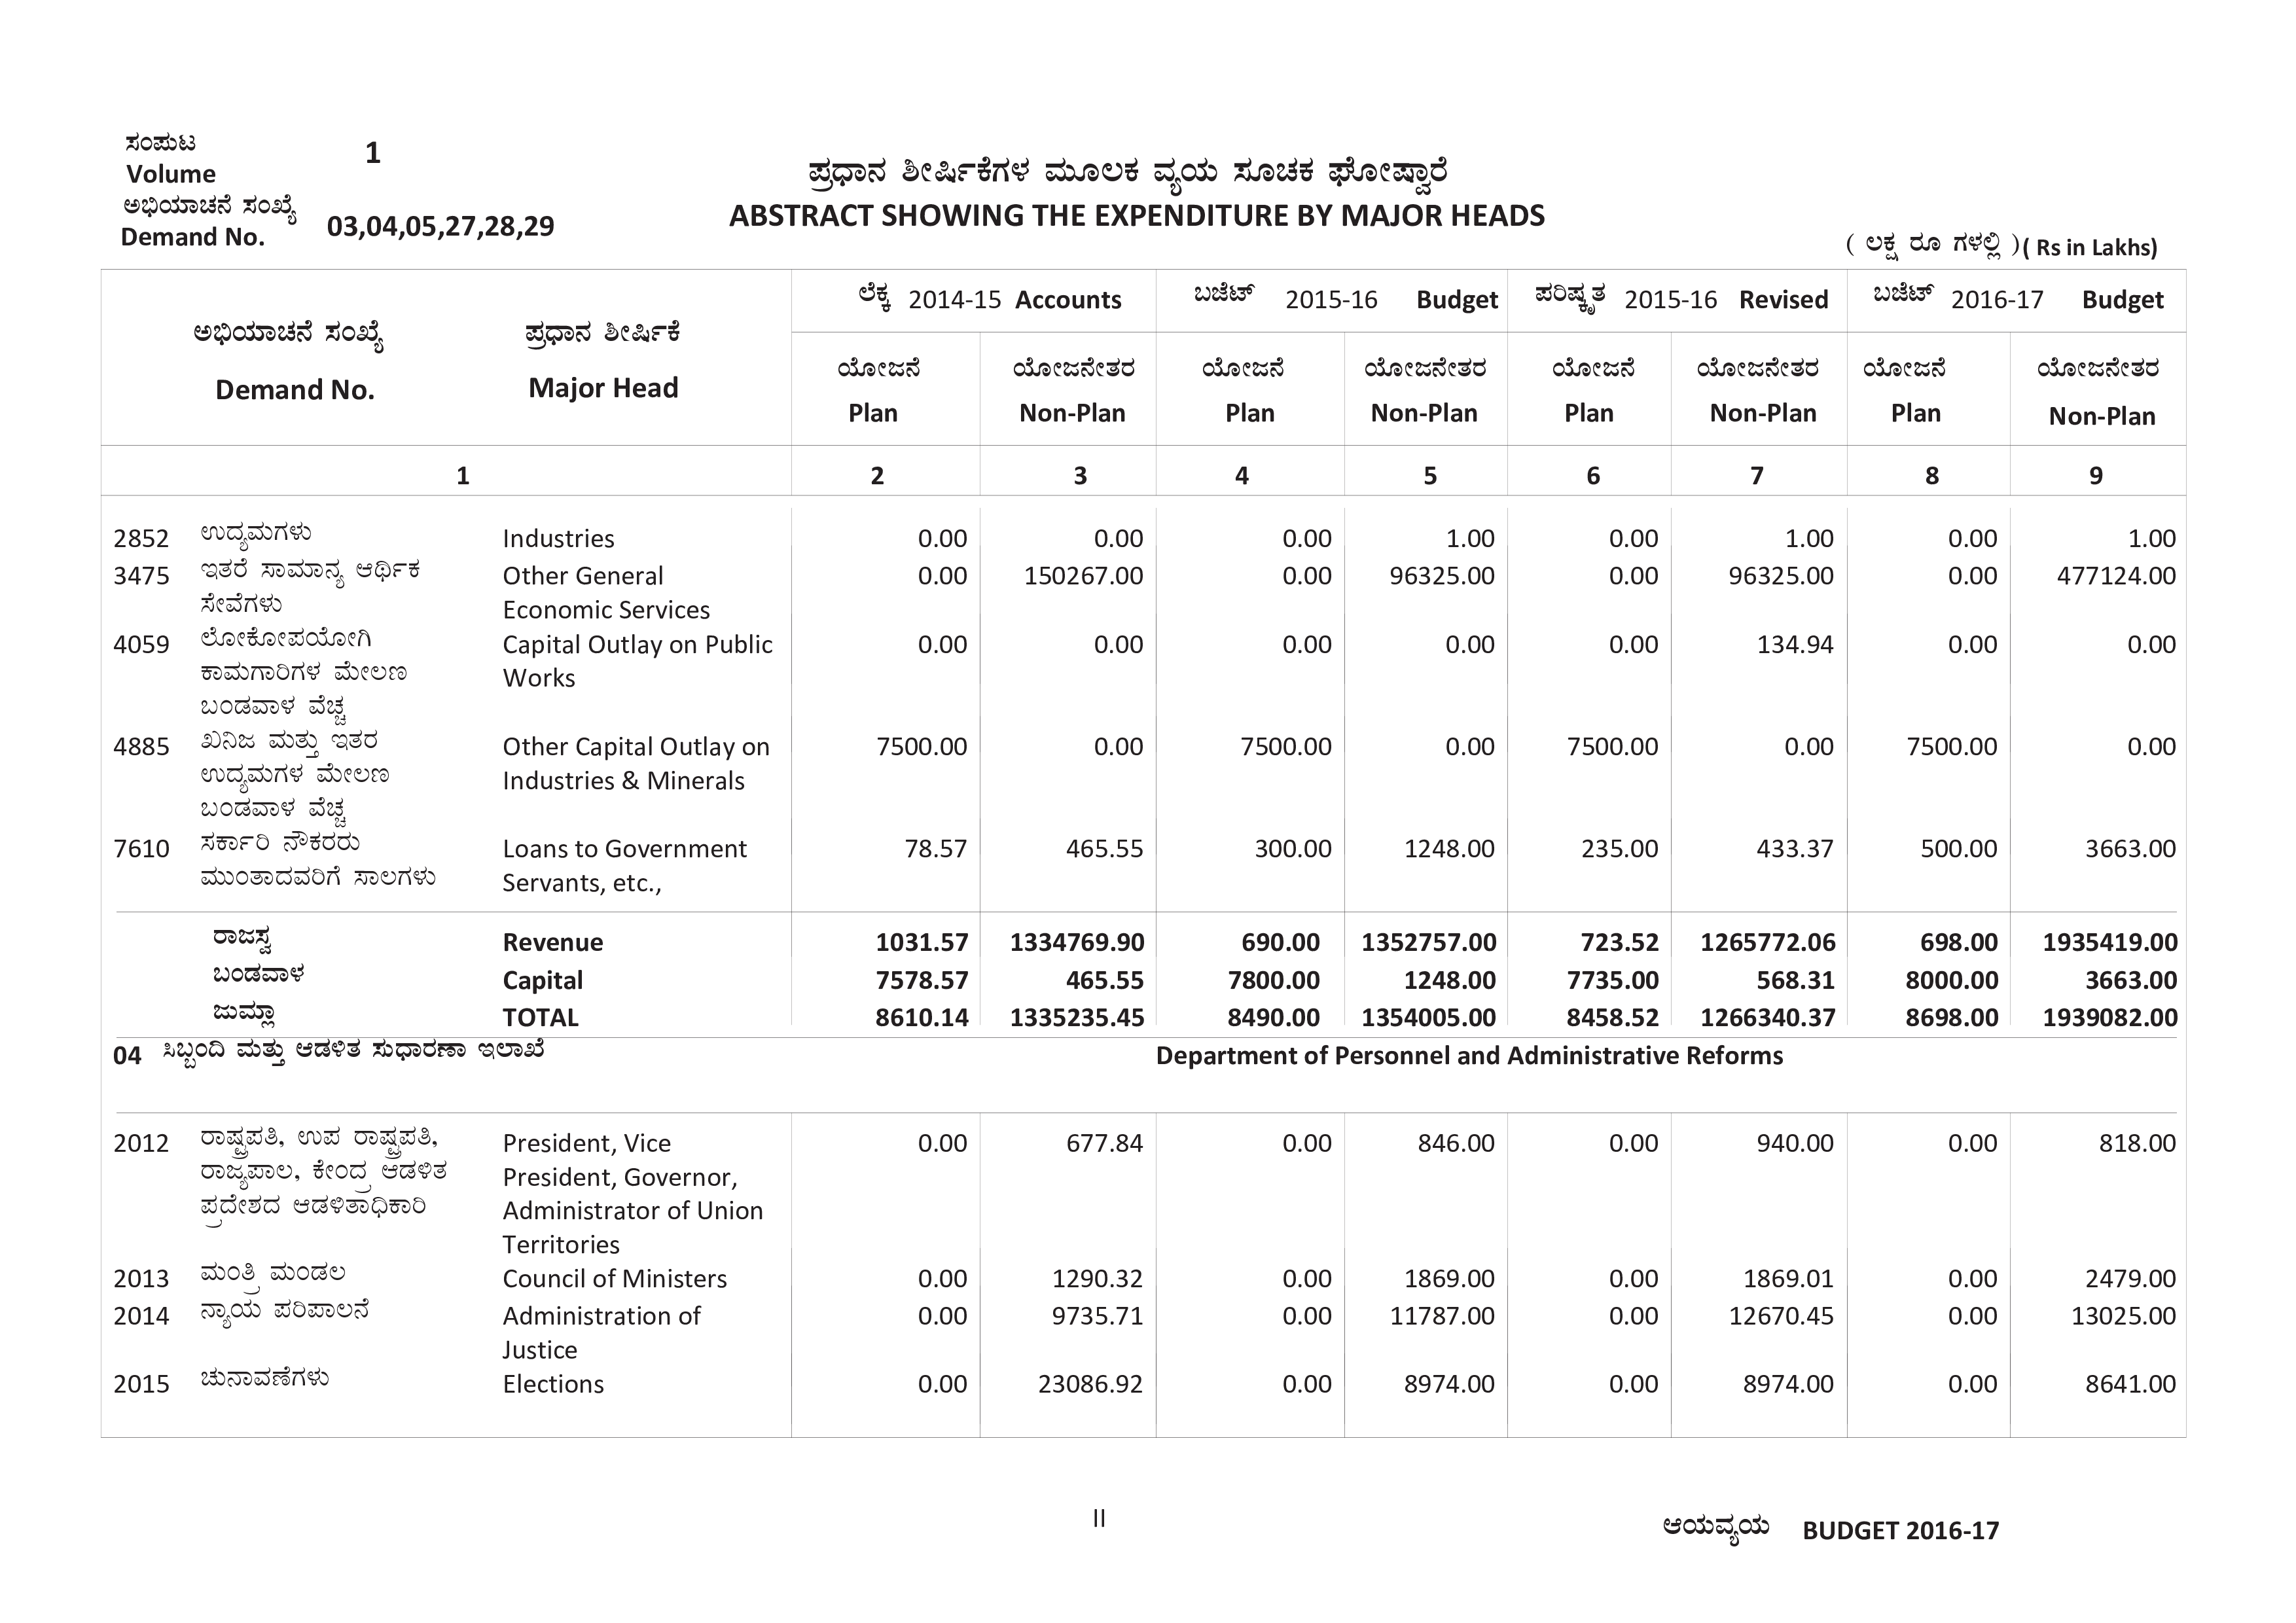 ಸಂಪುಟ 1
Volume
ಅಭಿಯಾಚನೆ ಸಂಖ್ಯೆ 03,04,05,27,28,29
Demand No.
ಪ್ರಧಾನ ಶೀರ್ಷಿಕೆಗಳ ಮೂಲಕ ವ್ಯಯ ಸೂಚಕ ಘೋಷ್ವಾರೆ
ABSTRACT SHOWING THE EXPENDITURE BY MAJOR HEADS
( ಲಕ್ಷ ರೂ ಗಳಲ್ಲಿ )( Rs in Lakhs)
ಲೆಕ್ಕ 2014-15 Accounts ಬಜೆಟ್ 2015-16 Budget ಪರಿಷ್ಕೃತ 2015-16 Revised ಬಜೆಟ್ 2016-17 Budget
ಅಭಿಯಾಚನೆ ಸಂಖ್ಯೆ ಪ್ರಧಾನ ಶೀರ್ಷಿಕೆ
ಯೋಜನೆ ಯೋಜನೇತರ ಯೋಜನೆ ಯೋಜನೇತರ ಯೋಜನೆ ಯೋಜನೇತರ ಯೋಜನೆ ಯೋಜನೇತರ
Demand No. Major Head
Plan Non-Plan Plan Non-Plan Plan Non-Plan Plan Non-Plan
1 2 3 4 5 6 7 8 9
2852 ಉದ್ಯಮಗಳು Industries 0.00 0.00 0.00 1.00 0.00 1.00 0.00 1.00
3475 ಇತರೆ ಸಾಮಾನ್ಯ ಆರ್ಥಿಕ Other General 0.00 150267.00 0.00 96325.00 0.00 96325.00 0.00 477124.00
ಸೇವೆಗಳು Economic Services
4059 ಲೋಕೋಪಯೋಗಿ Capital Outlay on Public 0.00 0.00 0.00 0.00 0.00 134.94 0.00 0.00
ಕಾಮಗಾರಿಗಳ ಮೇಲಣ Works
ಬಂಡವಾಳ ವೆಚ್ಚ
4885 ಖನಿಜ ಮತ್ತು ಇತರ Other Capital Outlay on 7500.00 0.00 7500.00 0.00 7500.00 0.00 7500.00 0.00
ಉದ್ಯಮಗಳ ಮೇಲಣ Industries & Minerals
ಬಂಡವಾಳ ವೆಚ್ಚ
7610 ಸರ್ಕಾರಿ ನೌಕರರು Loans to Government 78.57 465.55 300.00 1248.00 235.00 433.37 500.00 3663.00
ಮುಂತಾದವರಿಗೆ ಸಾಲಗಳು Servants, etc.,
ರಾಜಸ್ವ Revenue 1031.57 1334769.90 690.00 1352757.00 723.52 1265772.06 698.00 1935419.00
ಬಂಡವಾಳ Capital 7578.57 465.55 7800.00 1248.00 7735.00 568.31 8000.00 3663.00
ಜುಮ್ಲಾ TOTAL 8610.14 1335235.45 8490.00 1354005.00 8458.52 1266340.37 8698.00 1939082.00
04 ಸಿಬ್ಬಂದಿ ಮತ್ತು ಆಡಳಿತ ಸುಧಾರಣಾ ಇಲಾಖೆ Department of Personnel and Administrative Reforms
2012 ರಾಷ್ಟ್ರಪತಿ, ಉಪ ರಾಷ್ಟ್ರಪತಿ, President, Vice 0.00 677.84 0.00 846.00 0.00 940.00 0.00 818.00
ರಾಜ್ಯಪಾಲ, ಕೇಂದ್ರ ಆಡಳಿತ President, Governor,
ಪ್ರದೇಶದ ಆಡಳಿತಾಧಿಕಾರಿ Administrator of Union
Territories
2013 ಮಂತ್ರಿ ಮಂಡಲ Council of Ministers 0.00 1290.32 0.00 1869.00 0.00 1869.01 0.00 2479.00
2014 ನ್ಯಾಯ ಪರಿಪಾಲನೆ Administration of 0.00 9735.71 0.00 11787.00 0.00 12670.45 0.00 13025.00
Justice
2015 ಚುನಾವಣೆಗಳು Elections 0.00 23086.92 0.00 8974.00 0.00 8974.00 0.00 8641.00
II
ಆಯವ್ಯಯ BUDGET 2016-17